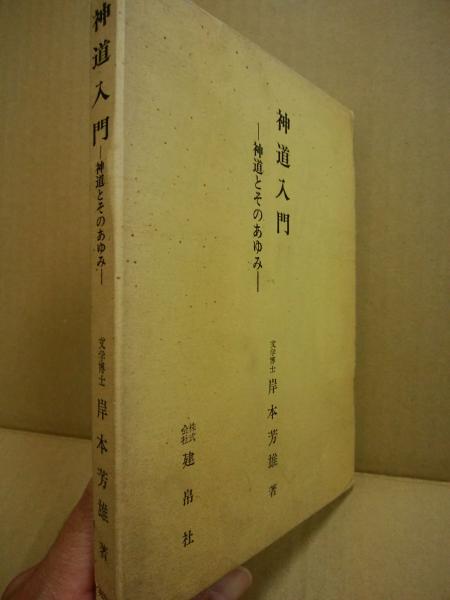 神道入門
―神道とそのあゆみ―
文学博士 岸本芳雄 著
神道入門
―神道とそのあゆみ―
文学博士 岸本芳雄 著
株式会社 建帛社